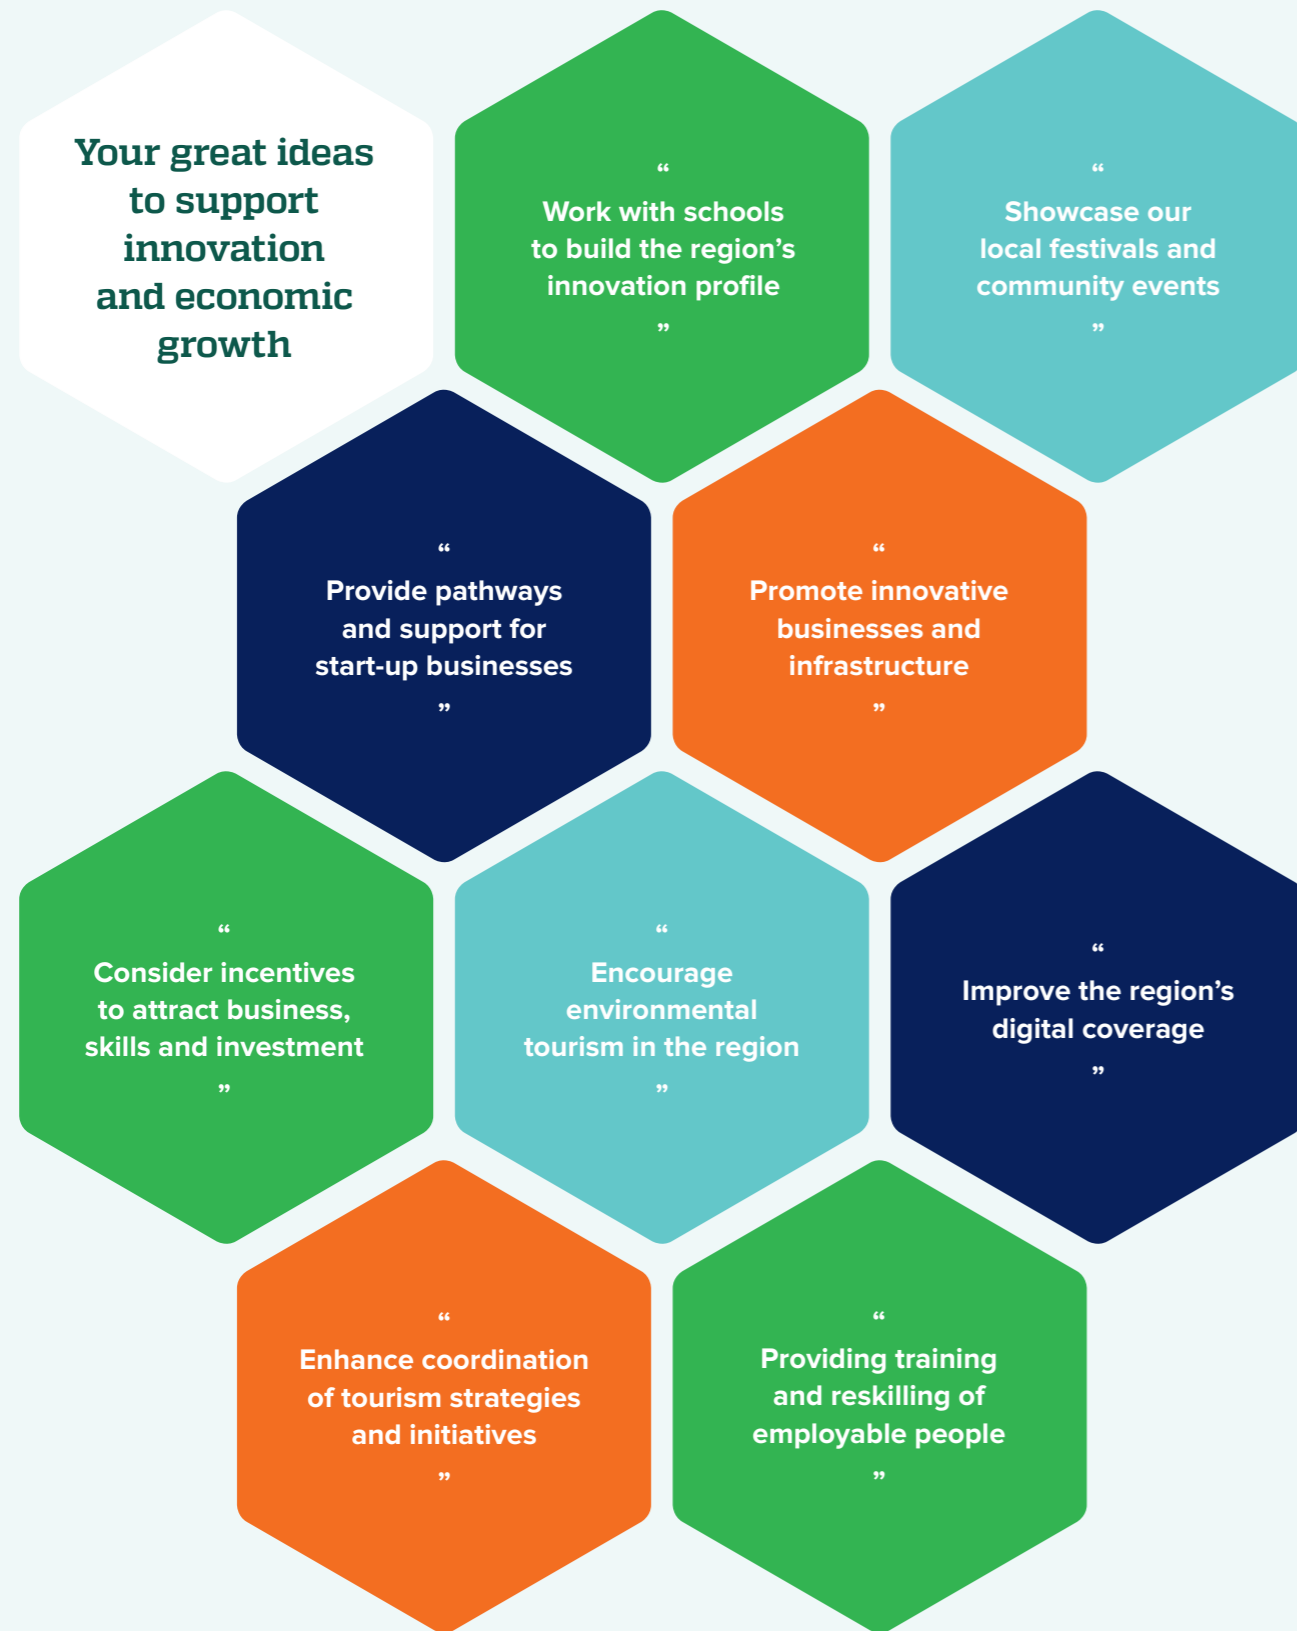 Your great ideas
to support
innovation
and economic
growth
“
Work with schools
to build the region’s
innovation profile
”
“
Showcase our
local festivals and
community events
”
“
Provide pathways
and support for
start-up businesses
”
“
Promote innovative
businesses and
infrastructure
”
“
Consider incentives
to attract business,
skills and investment
”
“
Encourage
environmental
tourism in the region
”
“
Improve the region’s
digital coverage
”
“
Enhance coordination
of tourism strategies
and initiatives
”
“
Providing training
and reskilling of
employable people
”